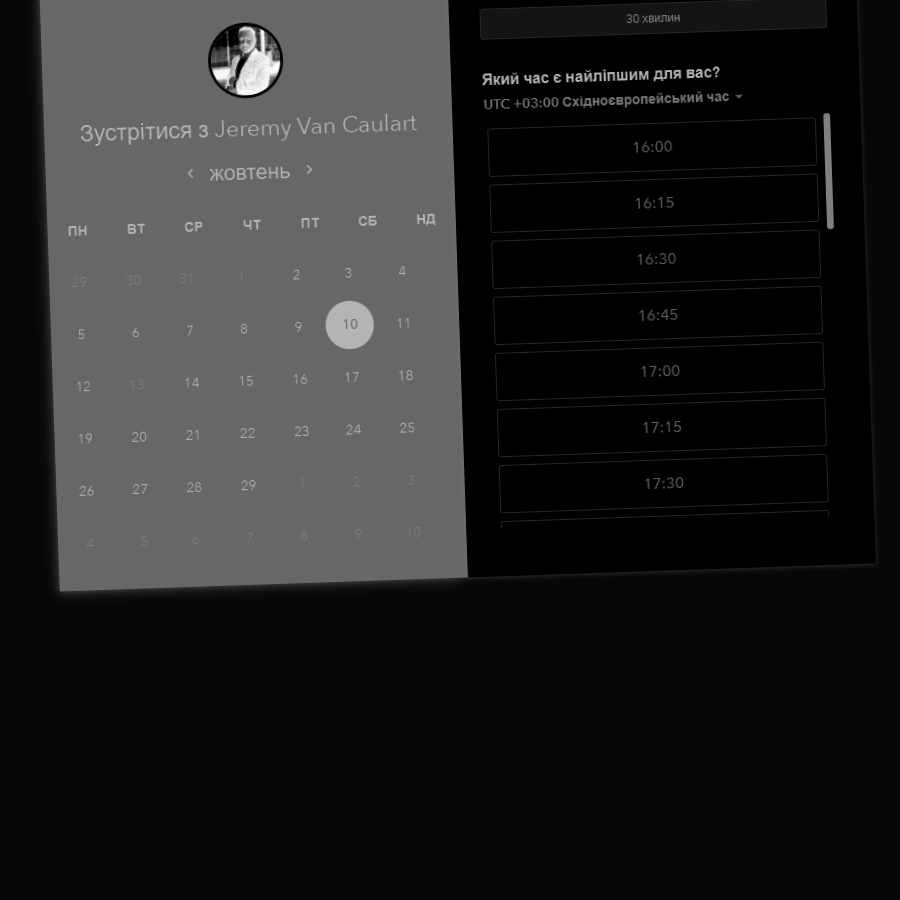 Зустрітися з Jeremy Van Caulart
жовтень
ПН ВТ СР ЧТ ПТ СБ НД
29 30 31 1 2 3 4
5 6 7 8 9 10 11
12 13 14 15 16 17 18
19 20 21 22 23 24 25
26 27 28 29 1 2 3
4 5 6 7 8 9 10
30 хвилин
Який час є найліпшим для вас?
UTC +03:00 Східноєвропейський час
16:00
16:15
16:30
16:45
17:00
17:15
17:30